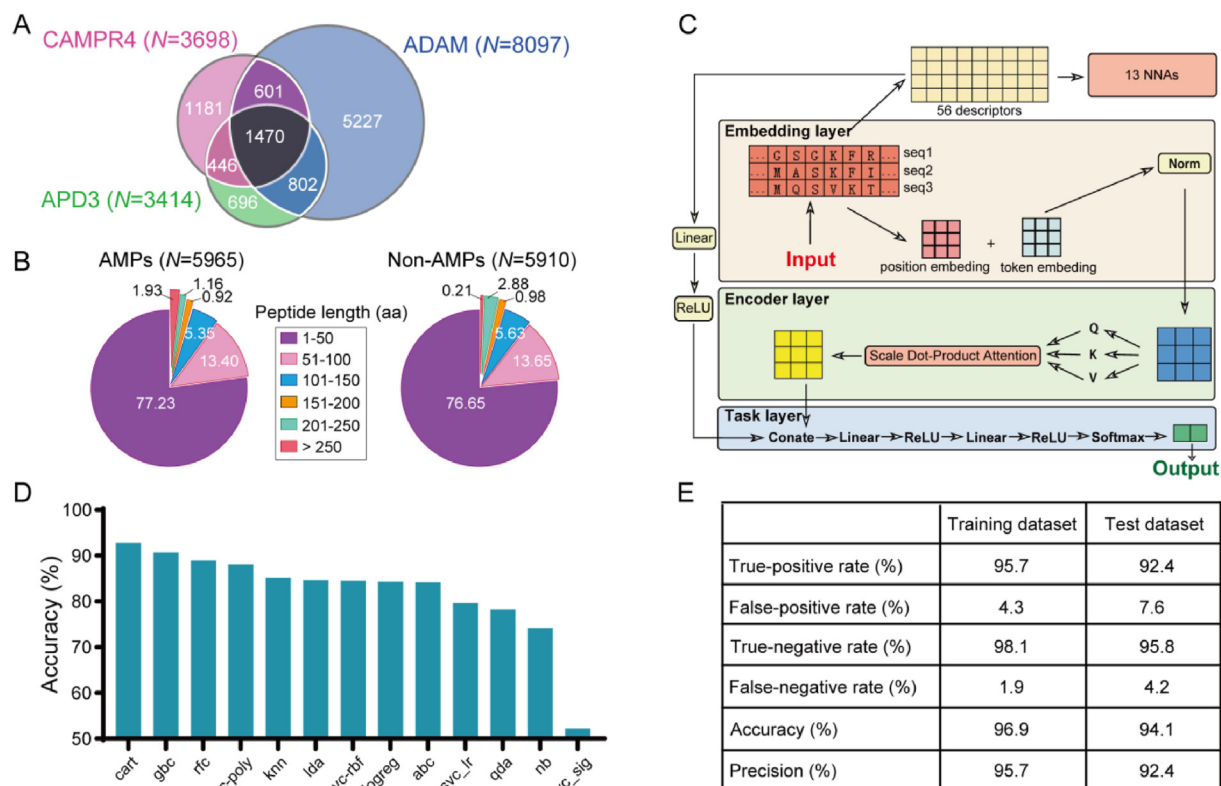 A
CAMPR4 (N=3698)
ADAM (N=8097)
1181
601
5227
1470
446
802
696
APD3 (N=3414)
B
AMPs (N=5965)
Non-AMPs (N=5910)
1.93
1.16
0.92
5.35
13.40
77.23
Peptide length (aa)
1-50
51-100
101-150
151-200
201-250
> 250
0.21
2.88
0.98
5.63
13.65
76.65
C
56 descriptors
13 NNAs
Embedding layer
... G S G K F R ... seq1
... M A S K F I ... seq2
... M Q S V K T ... seq3
Norm
Linear
Input
position embeding
+
token embeding
ReLU
Encoder layer
Q
K
V
Scale Dot-Product Attention
Task layer
Conate Linear ReLU Linear ReLU Softmax
Output
D
Accuracy (%)
100
90
80
70
60
50
cart
gbc
rfc
c-poly
knn
lda
vc-rbf
logreg
abc
svc_lr
qda
nb
vc_sig
E
Training dataset Test dataset
True-positive rate (%) 95.7 92.4
False-positive rate (%) 4.3 7.6
True-negative rate (%) 98.1 95.8
False-negative rate (%) 1.9 4.2
Accuracy (%) 96.9 94.1
Precision (%) 95.7 92.4